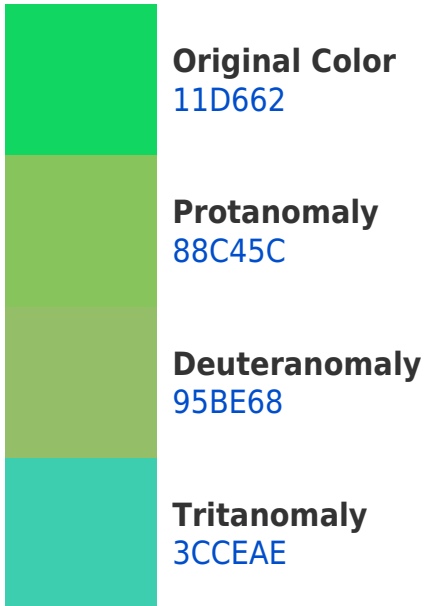 Original Color
11D662
Protanomaly
88C45C
Deuteranomaly
95BE68
Tritanomaly
3CCEAE